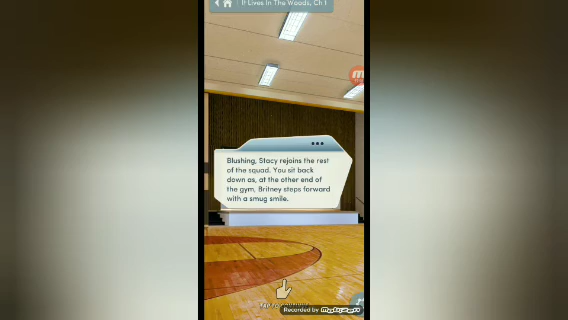 It Lives In The Woods, Ch 1
Blushing, Stacy rejoins the rest
of the squad. You sit back
down as, at the other end of
the gym, Britney steps forward
with a smug smile.
Recorded by